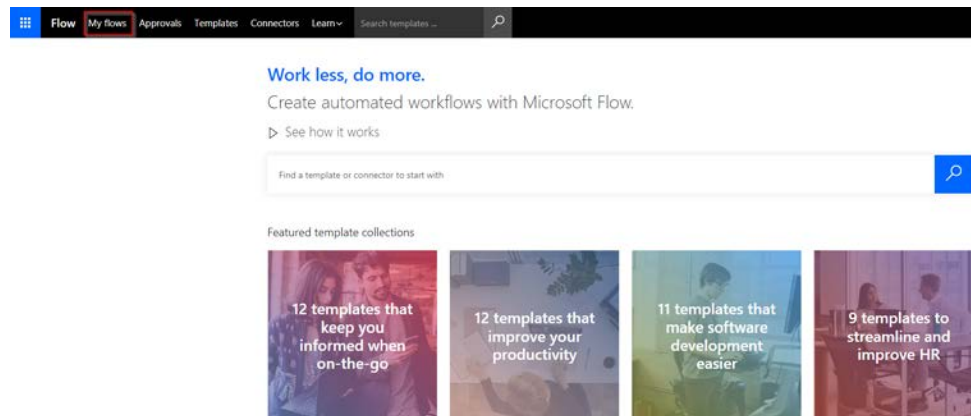 Flow My flows Approvals Templates Connectors Learn Search templates ...
Work less, do more.
Create automated workflows with Microsoft Flow.
See how it works
Find a template or connector to start with
Featured template collections
12 templates that
keep you
informed when
on-the-go
12 templates that
improve your
productivity
11 templates that
make software
development
easier
9 templates to
streamline and
improve HR